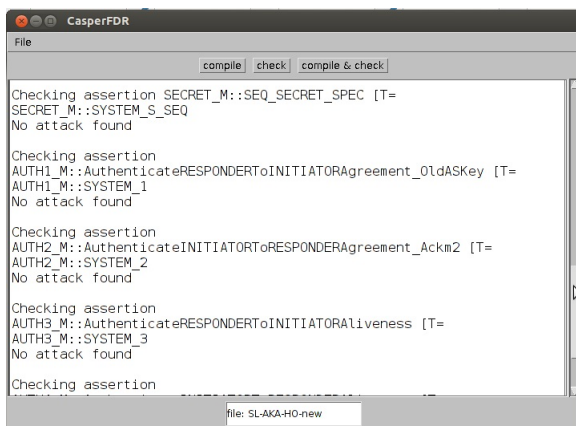 CasperFDR
File
compile check compile & check
Checking assertion SECRET_M::SEQ_SECRET_SPEC [T=
SECRET_M::SYSTEM_S_SEQ
No attack found
Checking assertion
AUTH1_M::AuthenticateRESPONDERToINITIATORAgreement_OldASKey [T=
AUTH1_M::SYSTEM_1
No attack found
Checking assertion
AUTH2_M::AuthenticateINITIATORToRESPONDERAgreement_Ackm2 [T=
AUTH2_M::SYSTEM_2
No attack found
Checking assertion
AUTH3_M::AuthenticateRESPONDERToINITIATORAliveness [T=
AUTH3_M::SYSTEM_3
No attack found
Checking assertion
file: SL-AKA-HO-new